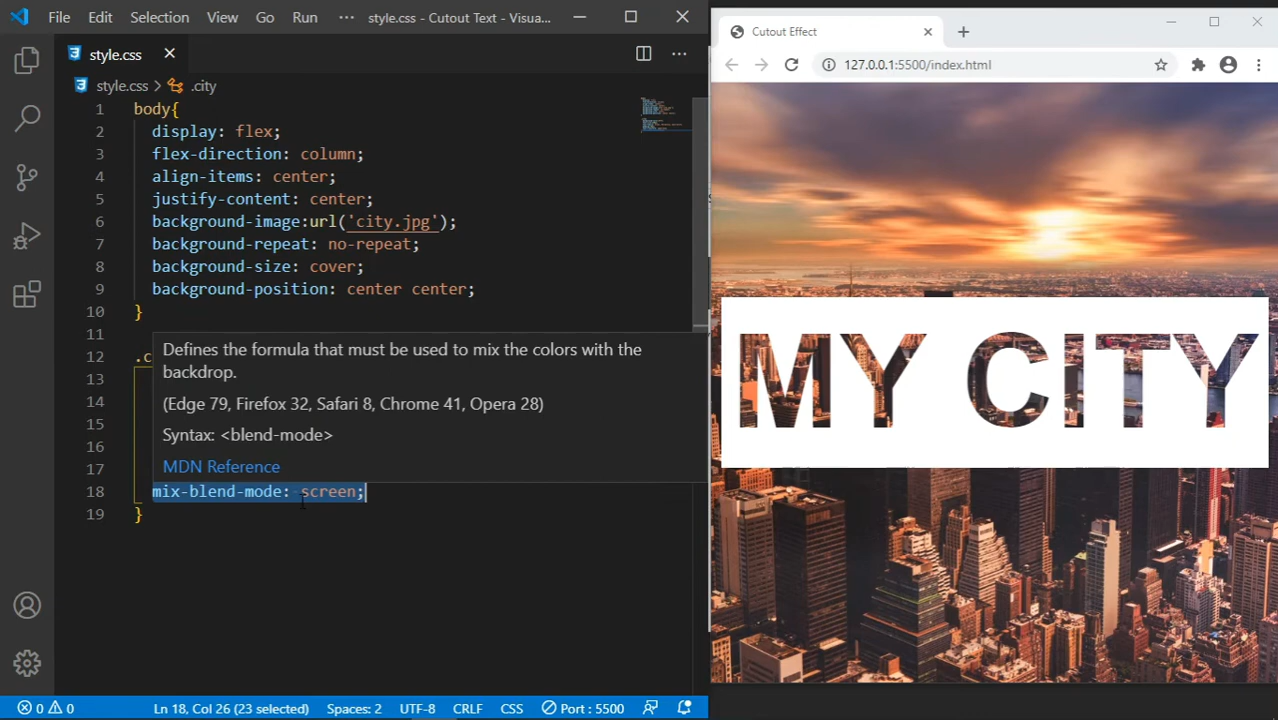 File Edit Selection View Go Run ··· style.css - Cutout Text - Visua...
style.css
style.css > .city
1 body{
2 display: flex;
3 flex-direction: column;
4 align-items: center;
5 justify-content: center;
6 background-image:url('city.jpg');
7 background-repeat: no-repeat;
8 background-size: cover;
9 background-position: center center;
10 }
11
12 .c
13
14
15
16
17
Defines the formula that must be used to mix the colors with the
backdrop.
(Edge 79, Firefox 32, Safari 8, Chrome 41, Opera 28)
Syntax: <blend-mode>
MDN Reference
18 mix-blend-mode: screen;
19 }
0 0 Ln 18, Col 26 (23 selected) Spaces: 2 UTF-8 CRLF CSS Port : 5500
Cutout Effect
127.0.0.1:5500/index.html
MY CITY